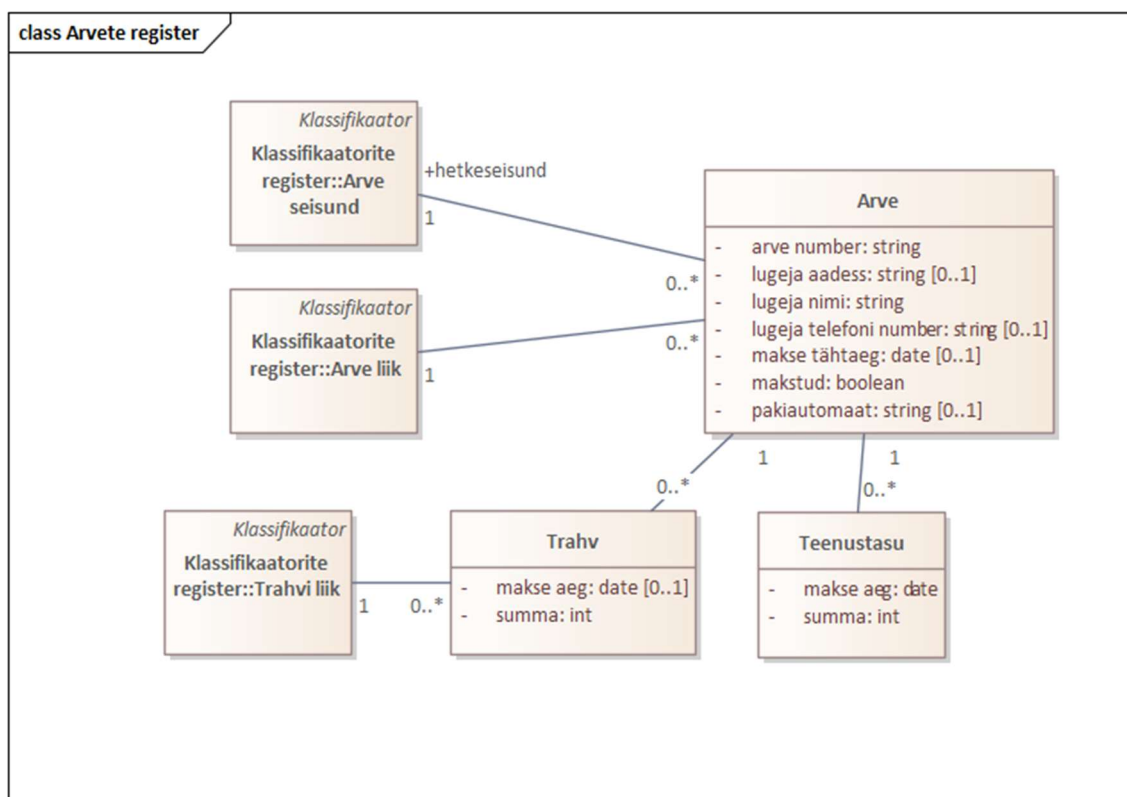 class Arvete register
Klassifikaator
Klassifikaatorite
register::Arve
seisund
+hetkeseisund
1
0..*
Arve
- arve number: string
- lugeja aadess: string [0..1]
- lugeja nimi: string
- lugeja telefoni number: string [0..1]
- makse tähtaeg: date [0..1]
- makstud: boolean
- pakiautomaat: string [0..1]
Klassifikaator
Klassifikaatorite
register::Arve liik
1
0..*
1
0..*
1
0..*
Klassifikaator
Klassifikaatorite
register::Trahvi liik
1
0..*
Trahv
- makse aeg: date [0..1]
- summa: int
Teenustasu
- makse aeg: date
- summa: int